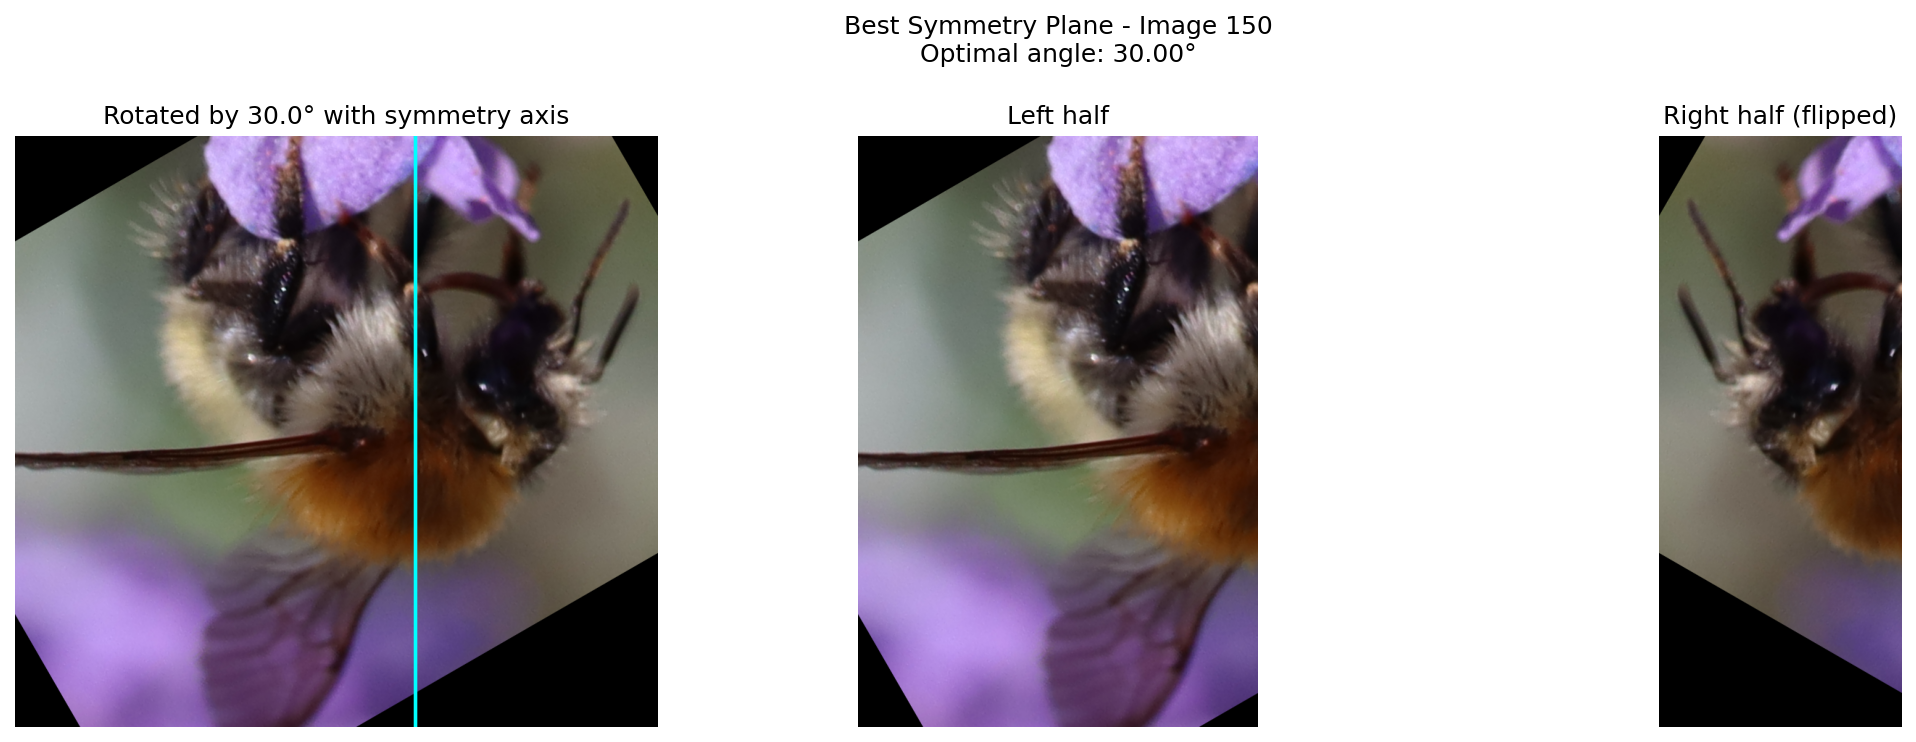 Best Symmetry Plane - Image 150
Optimal angle: 30.00°
Rotated by 30.0° with symmetry axis
Left half
Right half (flipped)